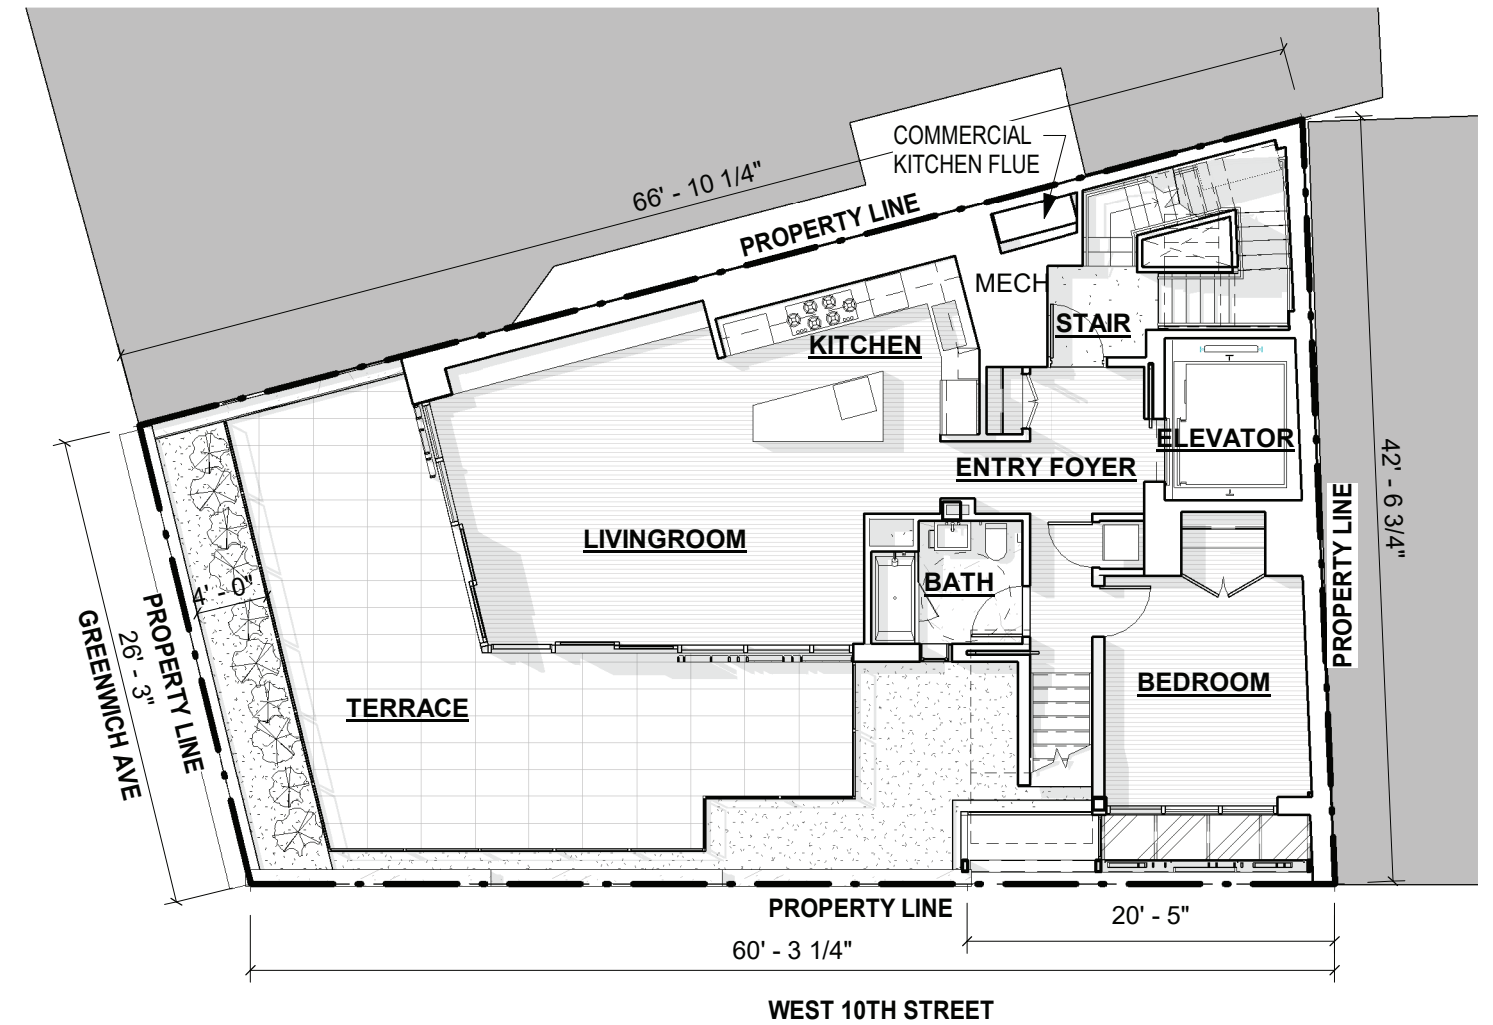 COMMERCIAL
KITCHEN FLUE
66' - 10 1/4"
PROPERTY LINE
MECH
STAIR
KITCHEN
ELEVATOR
ENTRY FOYER
42' - 6 3/4"
PROPERTY LINE
LIVINGROOM
BATH
4' - 0"
PROPERTY LINE
26' - 3"
GREENWICH AVE
BEDROOM
TERRACE
PROPERTY LINE
20' - 5"
60' - 3 1/4"
WEST 10TH STREET